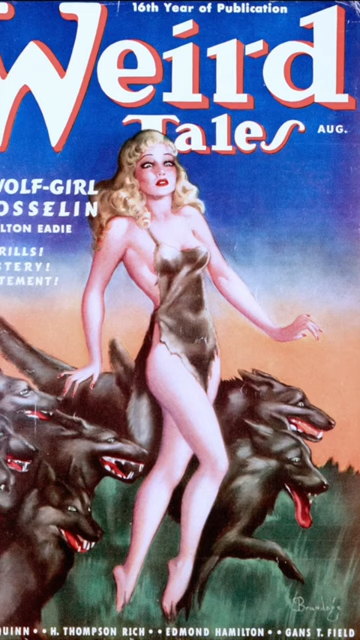 16th Year of Publication
Weird
Tales
AUG.
WOLF-GIRL
OSSELIN
LTON EADIE
RILLS!
STERY!
TEMENT!
Brundage
QUINN • • H. THOMPSON RICH • • EDMOND HAMILTON • • GANS T. FIELD